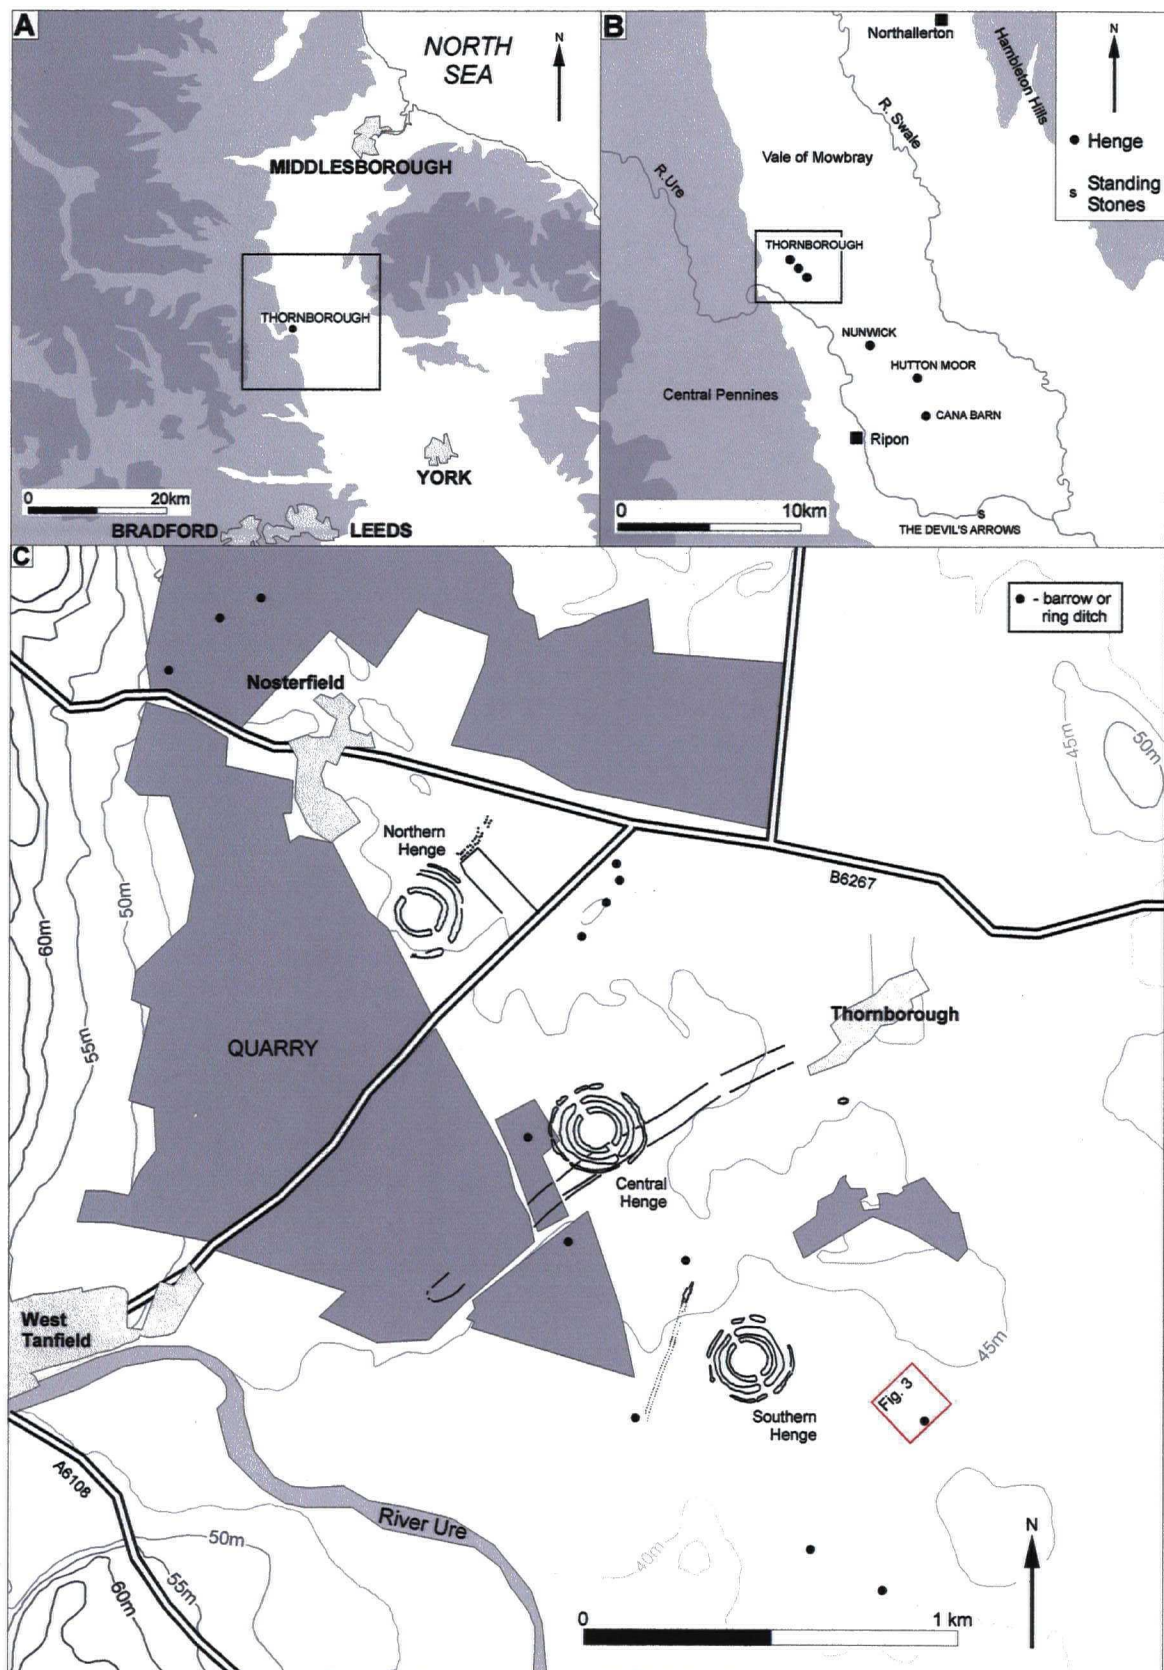 A
NORTH
SEA
N
MIDDLESBOROUGH
THORNBOROUGH
YORK
0 20km
BRADFORD
LEEDS
B
Northallerton
Hambleton Hills
N
Henge
s Standing
Stones
R. Swale
Vale of Mowbray
R.Ure
THORNBOROUGH
NUNWICK
HUTTON MOOR
CANA BARN
Central Pennines
Ripon
0 10km
s
THE DEVIL'S ARROWS
C
- barrow or
ring ditch
Nosterfield
45m
50m
50m
60m
55m
Northern
Henge
B6267
Thornborough
QUARRY
Central
Henge
West
Tanfield
45m
Fig. 3
Southern
Henge
A6108
River Ure
50m
55m
60m
40m
N
0 1 km